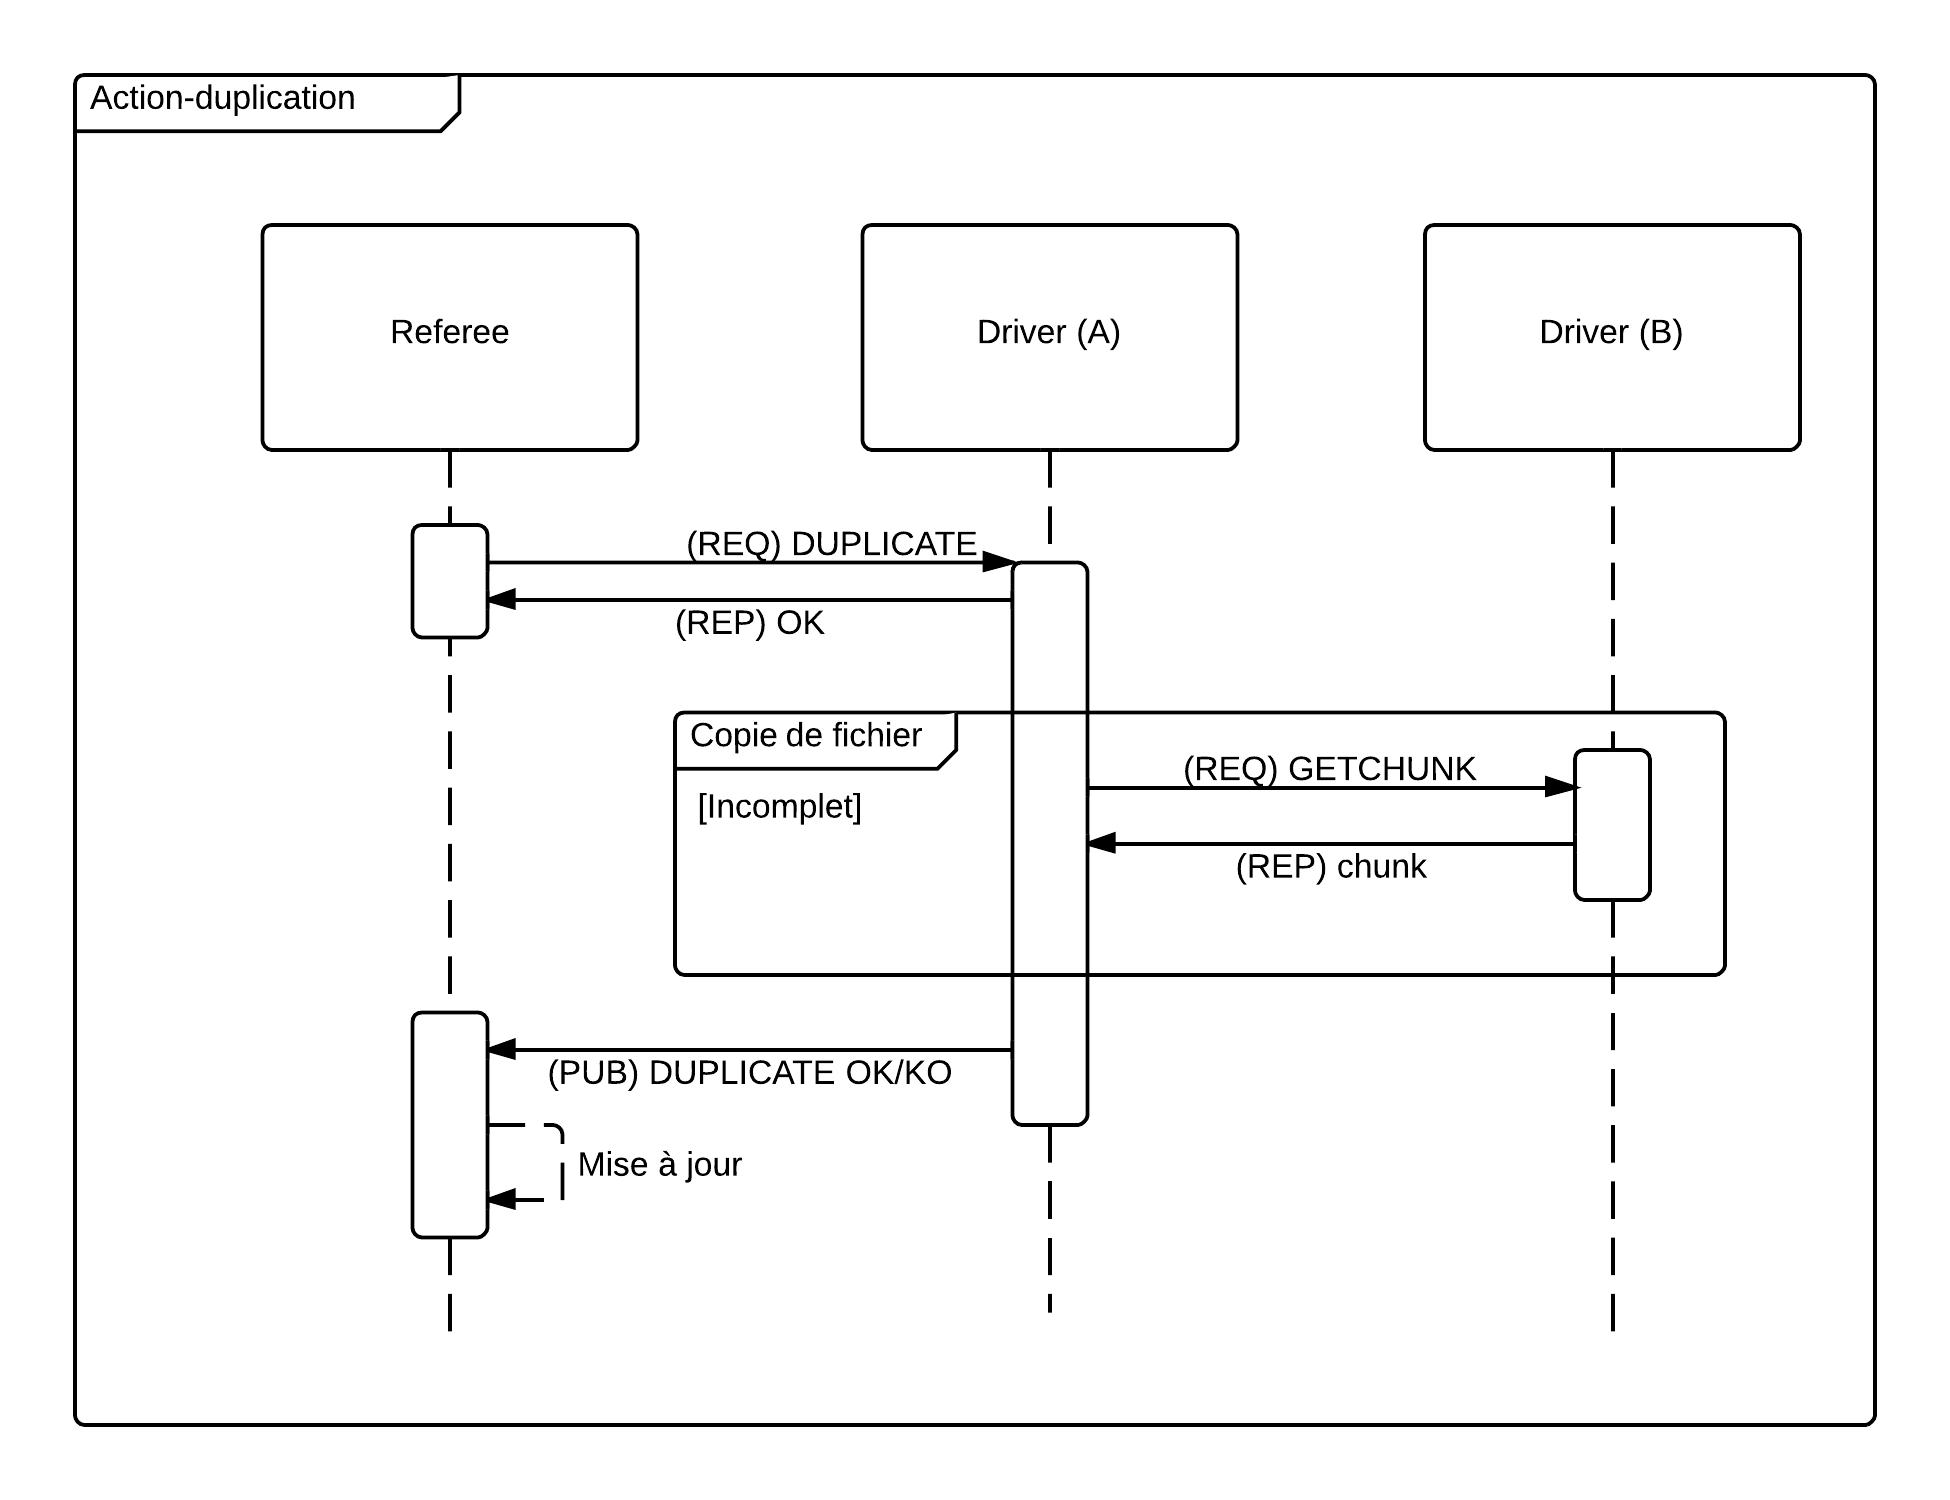 Action-duplication
Referee
Driver (A)
Driver (B)
(REQ) DUPLICATE
(REP) OK
Copie de fichier
[Incomplet]
(REQ) GETCHUNK
(REP) chunk
(PUB) DUPLICATE OK/KO
Mise à jour